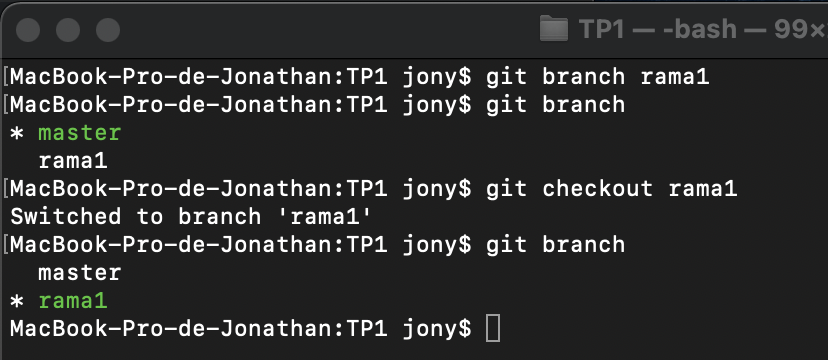 TP1 — -bash — 99×
[MacBook-Pro-de-Jonathan:TP1 jony$ git branch rama1
[MacBook-Pro-de-Jonathan:TP1 jony$ git branch
* master
  rama1
[MacBook-Pro-de-Jonathan:TP1 jony$ git checkout rama1
Switched to branch 'rama1'
[MacBook-Pro-de-Jonathan:TP1 jony$ git branch
  master
* rama1
MacBook-Pro-de-Jonathan:TP1 jony$